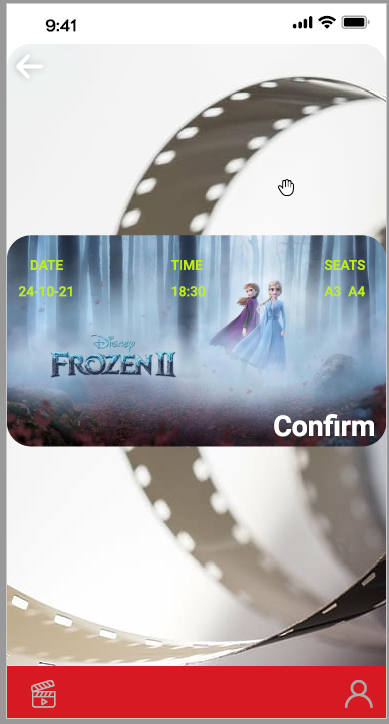 9:41
DATE TIME SEATS
24-10-21 18:30 A3 A4
Disney
FROZEN II
Confirm